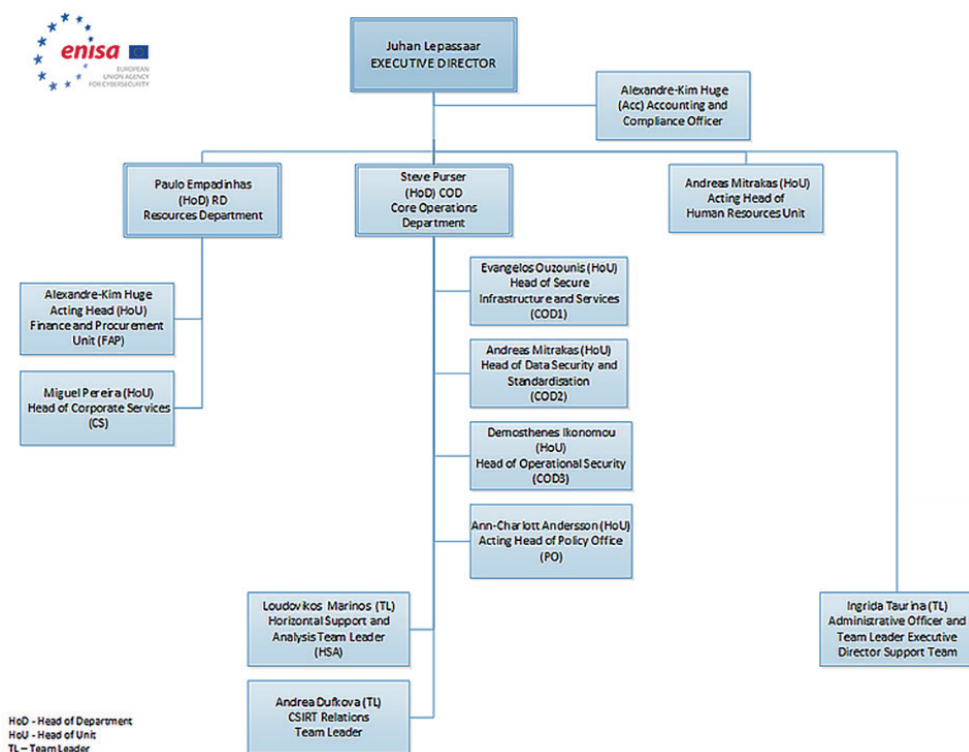 enisa
EUROPEAN
UNION AGENCY
FOR CYBERSECURITY
Juhan Lepassaar
EXECUTIVE DIRECTOR
Alexandre-Kim Huge
(Acc) Accounting and
Compliance Officer
Paulo Empadinhas
(HoD) RD
Resources Department
Steve Purser
(HoD) COD
Core Operations
Department
Andreas Mitrakas (HoU)
Acting Head of
Human Resources Unit
Alexandre-Kim Huge
Acting Head (HoU)
Finance and Procurement
Unit (FAP)
Miguel Pereira (HoU)
Head of Corporate Services
(CS)
Evangelos Ouzounis (HoU)
Head of Secure
Infrastructure and Services
(COD1)
Andreas Mitrakas (HoU)
Head of Data Security and
Standardisation
(COD2)
Demosthenes Ikonomou
(HoU)
Head of Operational Security
(COD3)
Ann-Charlott Andersson (HoU)
Acting Head of Policy Office
(PO)
Loudovikos Marinos (TL)
Horizontal Support and
Analysis Team Leader
(HSA)
Andrea Dufkova (TL)
CSIRT Relations
Team Leader
Ingrida Taurina (TL)
Administrative Officer and
Team Leader Executive
Director Support Team
HoD - Head of Department
HoU - Head of Unit
TL – Team Leader